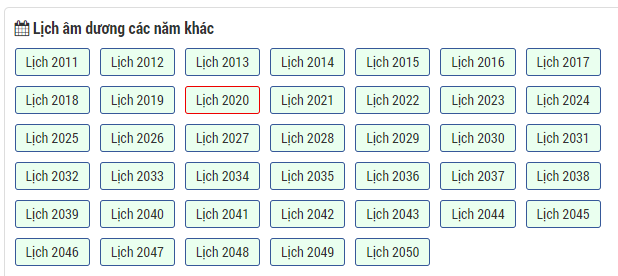 Lịch âm dương các năm khác
Lịch 2011 Lịch 2012 Lịch 2013 Lịch 2014 Lịch 2015 Lịch 2016 Lịch 2017
Lịch 2018 Lịch 2019 Lịch 2020 Lịch 2021 Lịch 2022 Lịch 2023 Lịch 2024
Lịch 2025 Lịch 2026 Lịch 2027 Lịch 2028 Lịch 2029 Lịch 2030 Lịch 2031
Lịch 2032 Lịch 2033 Lịch 2034 Lịch 2035 Lịch 2036 Lịch 2037 Lịch 2038
Lịch 2039 Lịch 2040 Lịch 2041 Lịch 2042 Lịch 2043 Lịch 2044 Lịch 2045
Lịch 2046 Lịch 2047 Lịch 2048 Lịch 2049 Lịch 2050